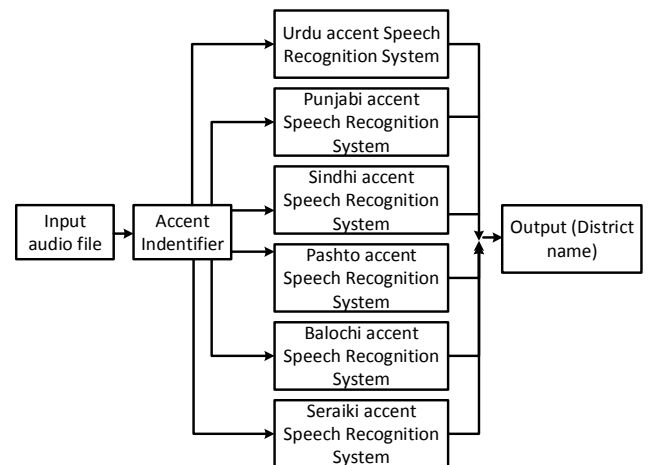 Input
audio file
Accent
Indentifier
Urdu accent Speech
Recognition System
Punjabi accent
Speech Recognition
System
Sindhi accent
Speech Recognition
System
Pashto accent
Speech Recognition
System
Balochi accent
Speech Recognition
System
Seraiki accent
Speech Recognition
System
Output (District
name)